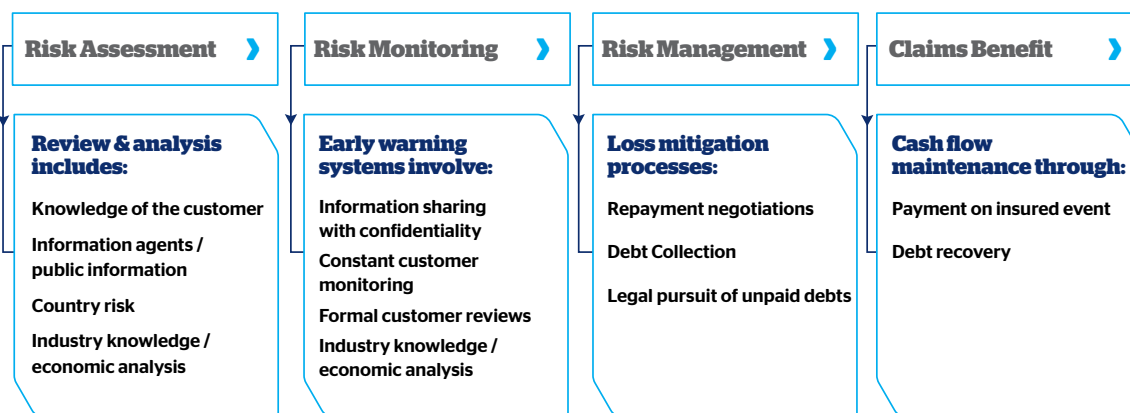 Risk Assessment
Risk Monitoring
Risk Management
Claims Benefit
Review & analysis
includes:
Knowledge of the customer
Information agents /
public information
Country risk
Industry knowledge /
economic analysis
Early warning
systems involve:
Information sharing
with confidentiality
Constant customer
monitoring
Formal customer reviews
Industry knowledge /
economic analysis
Loss mitigation
processes:
Repayment negotiations
Debt Collection
Legal pursuit of unpaid debts
Cash flow
maintenance through:
Payment on insured event
Debt recovery